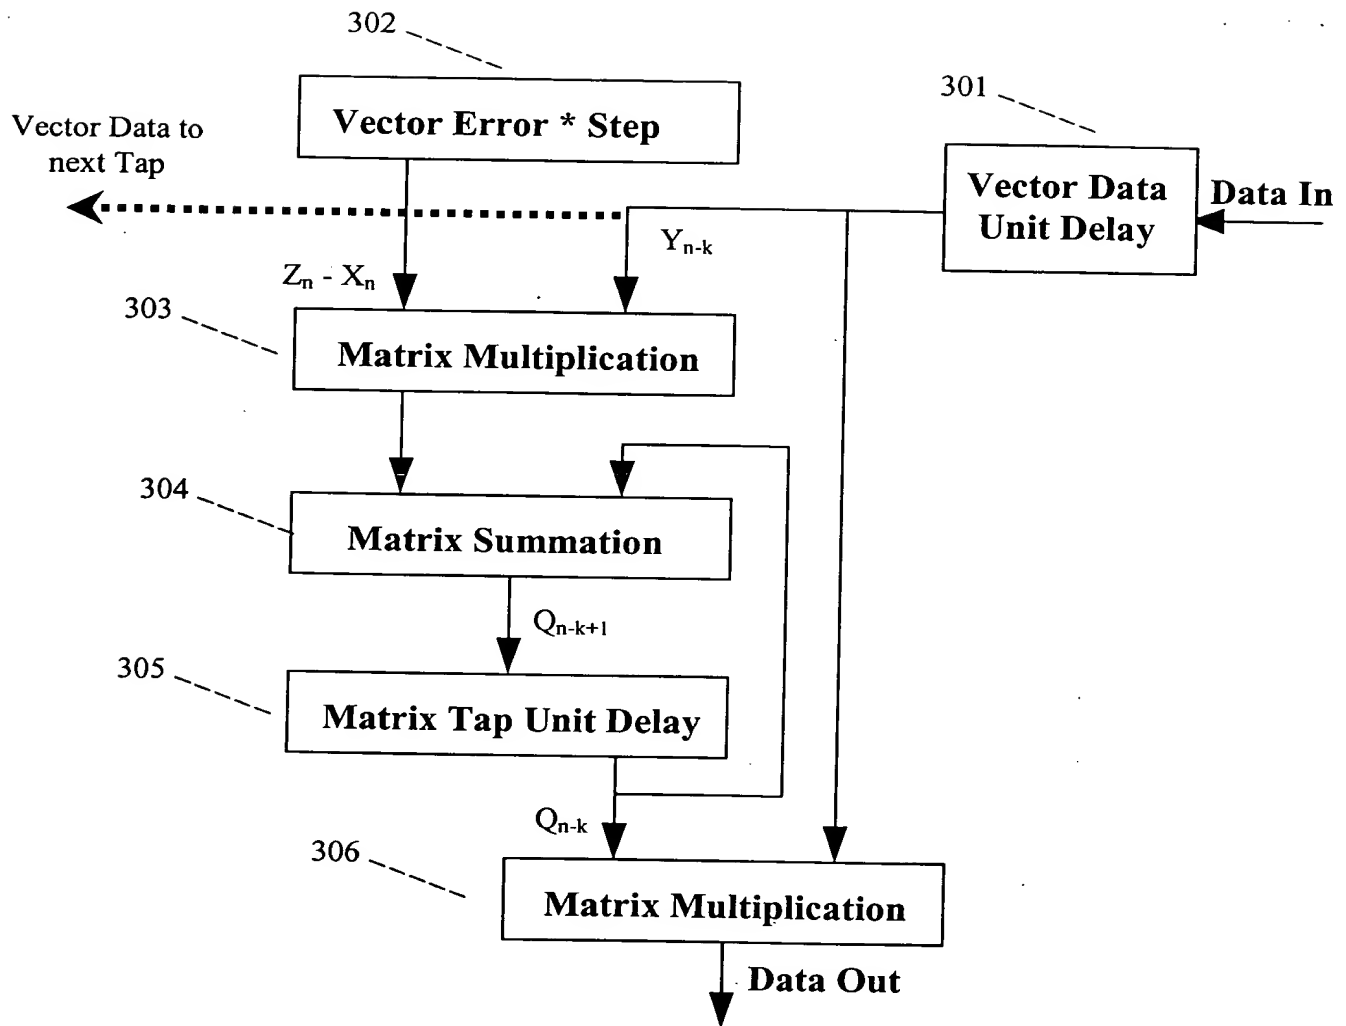 302
Vector Error * Step
301
Vector Data to
next Tap
Vector Data
Unit Delay
Data In
Yₙ₋ₖ
Zₙ - Xₙ
303
Matrix Multiplication
304
Matrix Summation
Qₙ₋ₖ₊₁
305
Matrix Tap Unit Delay
Qₙ₋ₖ
306
Matrix Multiplication
Data Out